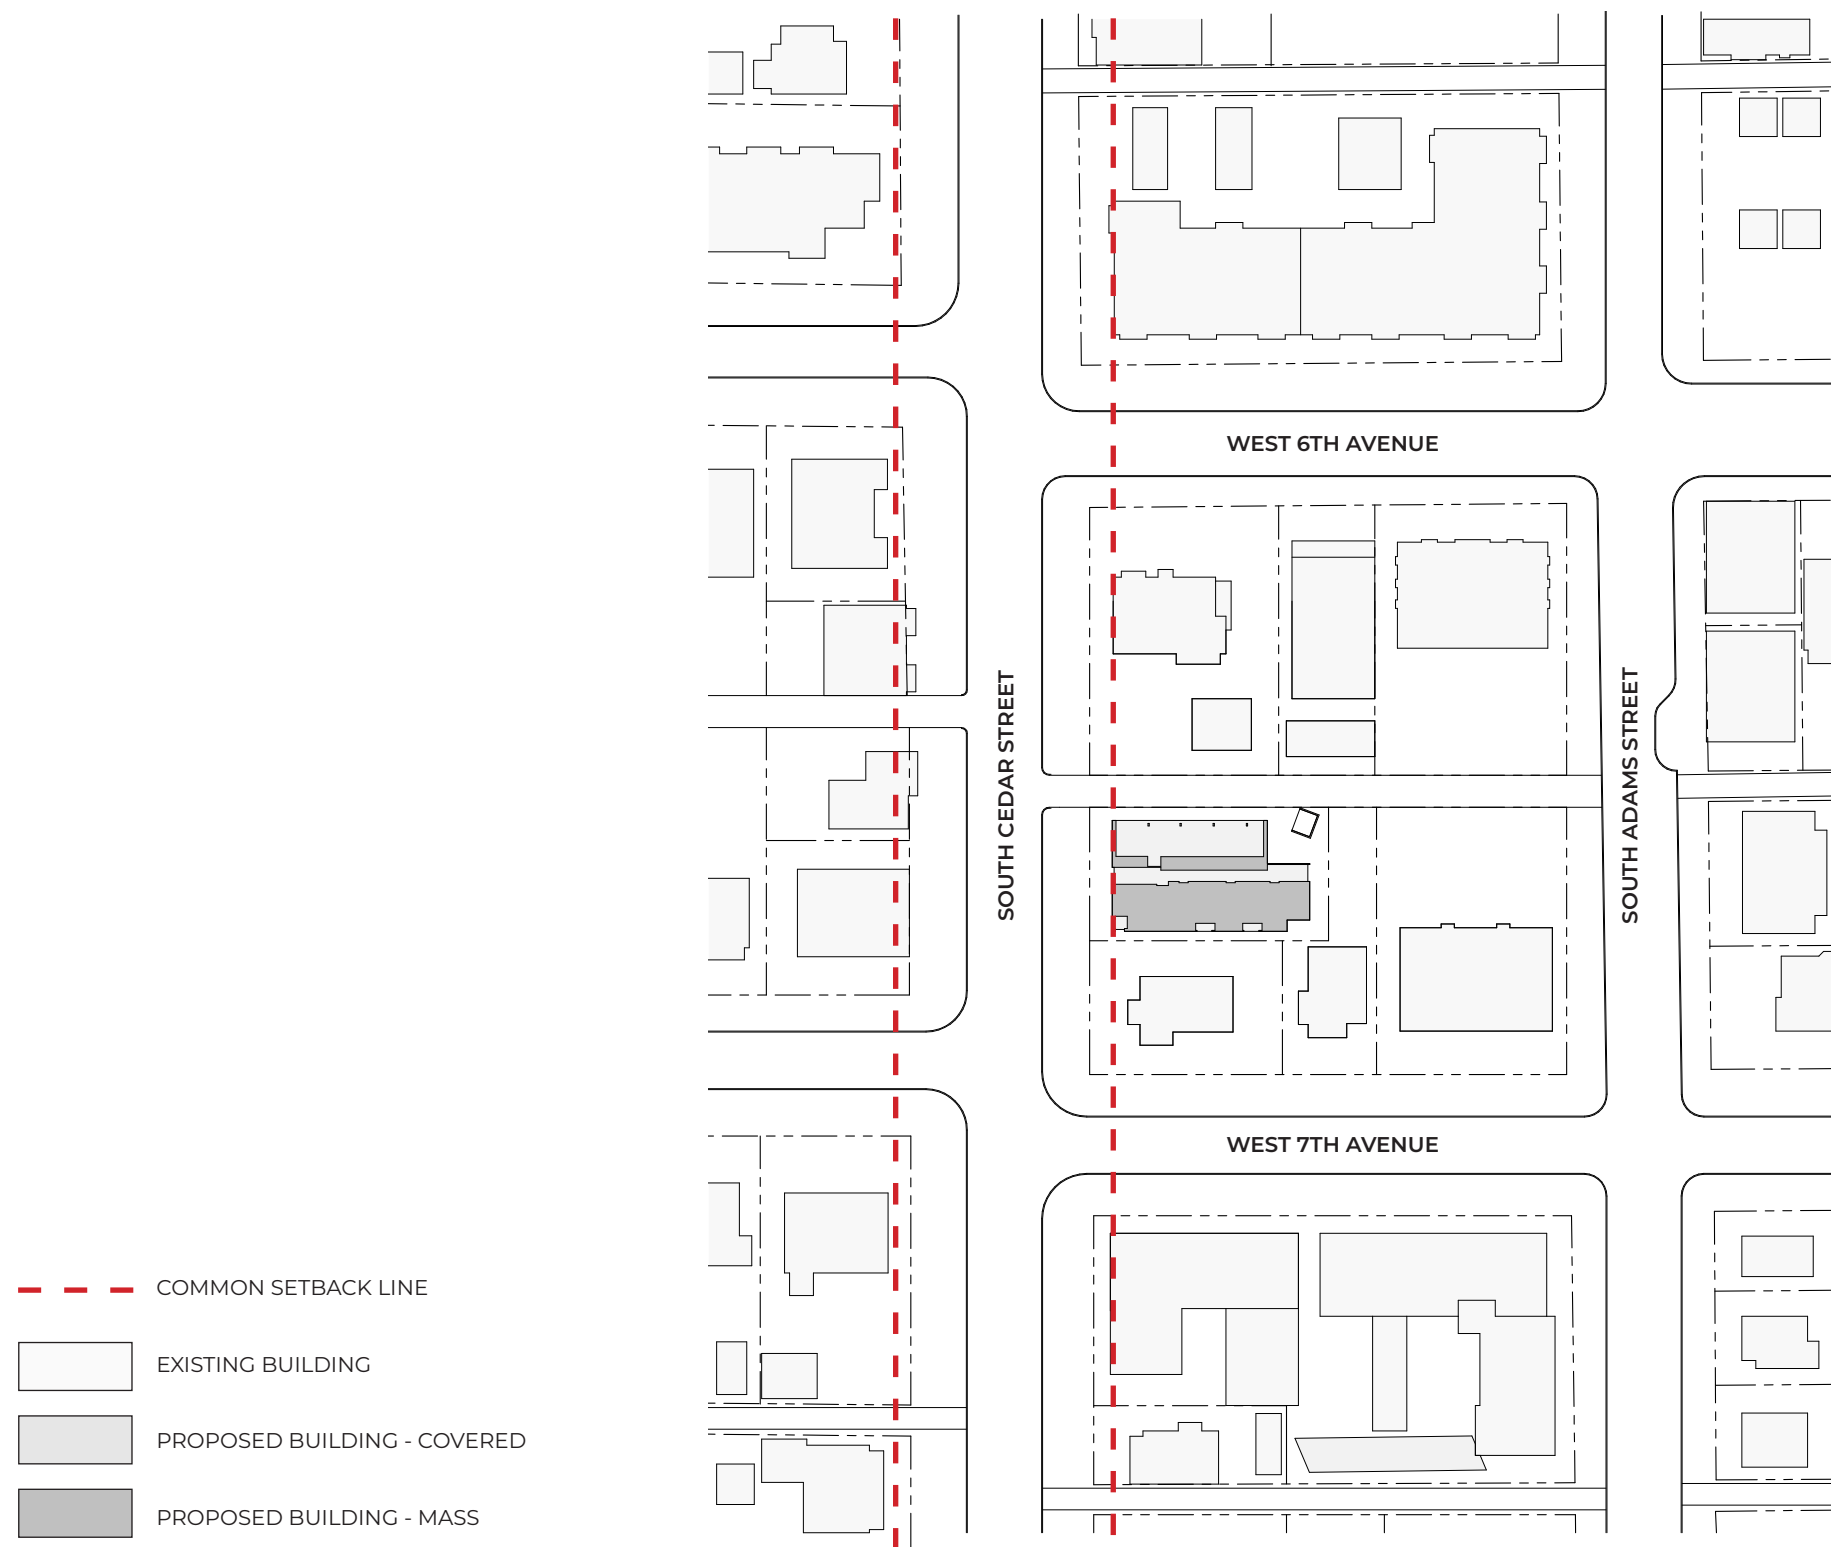 WEST 6TH AVENUE
SOUTH CEDAR STREET
SOUTH ADAMS STREET
WEST 7TH AVENUE
COMMON SETBACK LINE
EXISTING BUILDING
PROPOSED BUILDING - COVERED
PROPOSED BUILDING - MASS